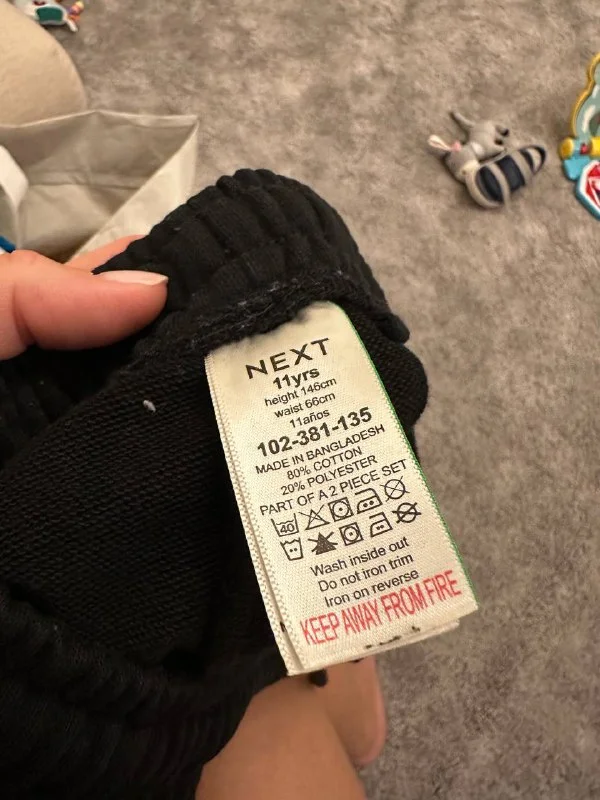 NEXT
11yrs
height 146cm
waist 66cm
11años
102-381-135
MADE IN BANGLADESH
80% COTTON
20% POLYESTER
PART OF A 2 PIECE SET
40
Wash inside out
Do not iron trim
Iron on reverse
KEEP AWAY FROM FIRE